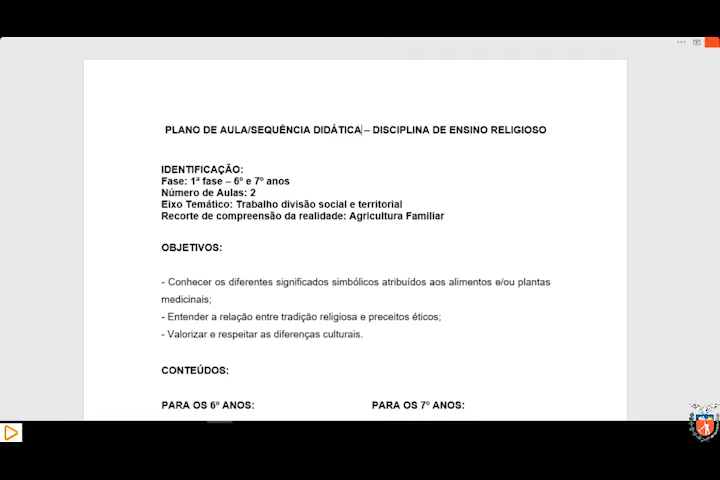 PLANO DE AULA/SEQUÊNCIA DIDÁTICA – DISCIPLINA DE ENSINO RELIGIOSO
IDENTIFICAÇÃO:
Fase: 1ª fase – 6º e 7º anos
Número de Aulas: 2
Eixo Temático: Trabalho divisão social e territorial
Recorte de compreensão da realidade: Agricultura Familiar
OBJETIVOS:
- Conhecer os diferentes significados simbólicos atribuídos aos alimentos e/ou plantas
medicinais;
- Entender a relação entre tradição religiosa e preceitos éticos;
- Valorizar e respeitar as diferenças culturais.
CONTEÚDOS:
PARA OS 6º ANOS: PARA OS 7º ANOS: